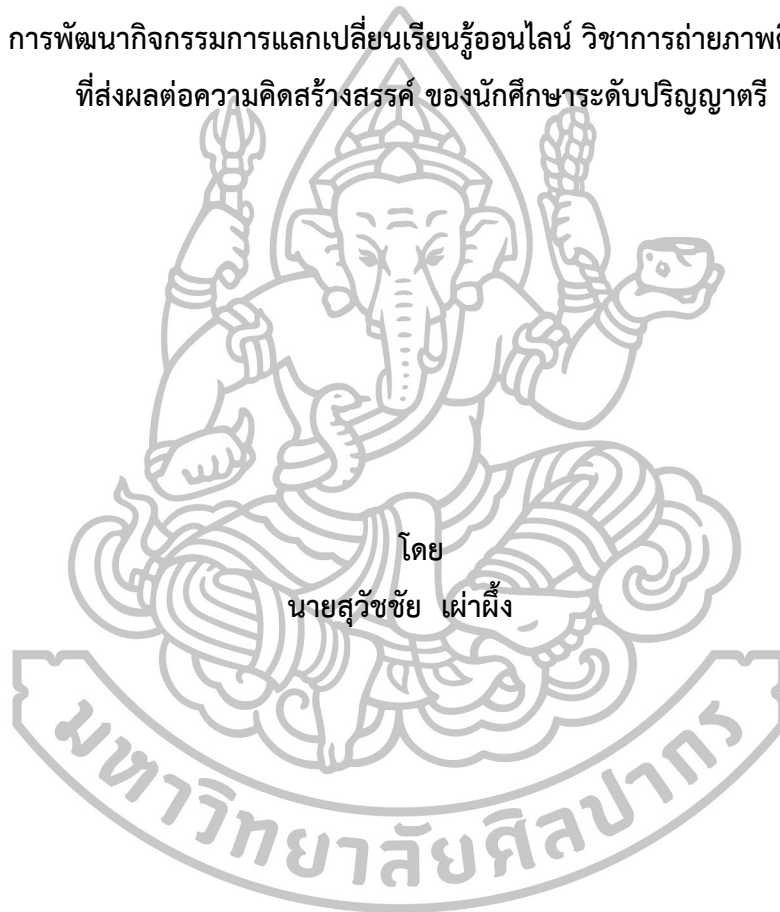 การพัฒนากิจกรรมการแลกเปลี่ยนเรียนรู้ออนไลน์ วิชาการถ่ายภาพ
ที่ส่งผลต่อความคิดสร้างสรรค์ ของนักศึกษาระดับปริญญาตรี
โดย
นายสุวัชชัย เผ่าผึ้ง
มหาวิทยาลัยศิลปากร